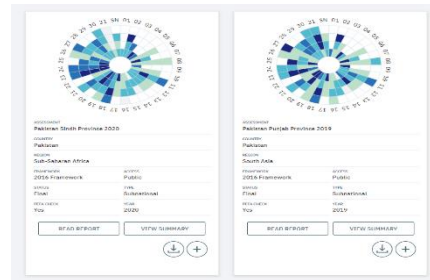 ASSESSMENT
Pakistan Sindh Province 2020
COUNTRY
Pakistan
REGION
Sub-Saharan Africa
FRAMEWORK
2016 Framework
ACCESS
Public
STATUS
Final
TYPE
Subnational
PEFA CHECK
Yes
YEAR
2020
READ REPORT
VIEW SUMMARY
ASSESSMENT
Pakistan Punjab Province 2019
COUNTRY
Pakistan
REGION
South Asia
FRAMEWORK
2016 Framework
ACCESS
Public
STATUS
Final
TYPE
Subnational
PEFA CHECK
Yes
YEAR
2019
READ REPORT
VIEW SUMMARY